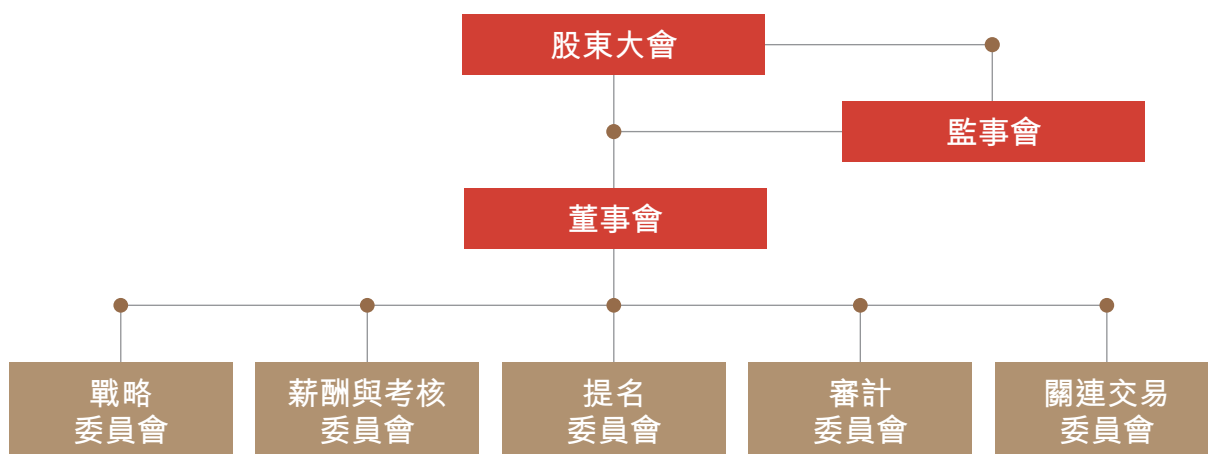 股東大會
監事會
董事會
戰略
委員會
薪酬與考核
委員會
提名
委員會
審計
委員會
關連交易
委員會